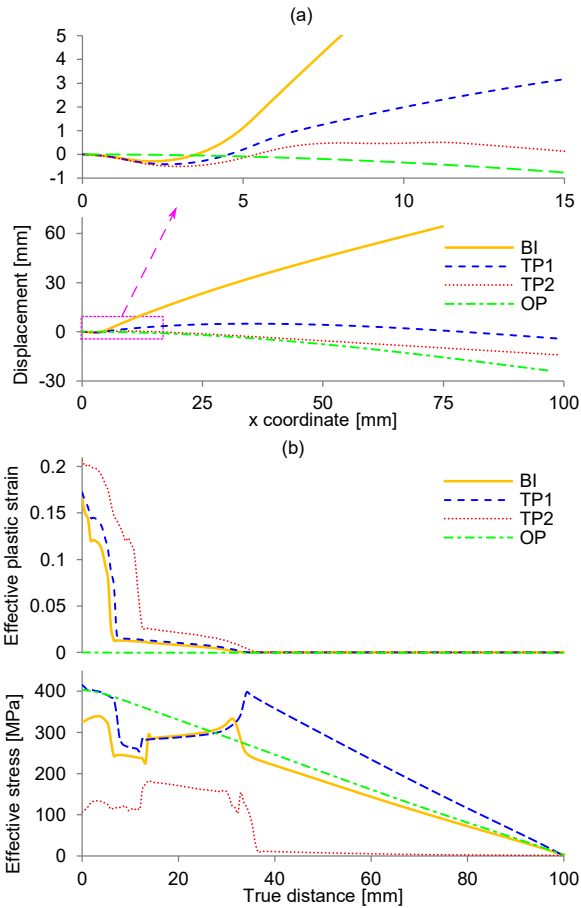 (a)
5
4
3
2
1
0
-1
0
5
10
15
Displacement [mm]
60
30
0
-30
BI
TP1
TP2
OP
0
25
50
75
100
x coordinate [mm]
(b)
Effective plastic strain
0.2
0.15
0.1
0.05
0
BI
TP1
TP2
OP
Effective stress [MPa]
400
300
200
100
0
0
20
40
60
80
100
True distance [mm]